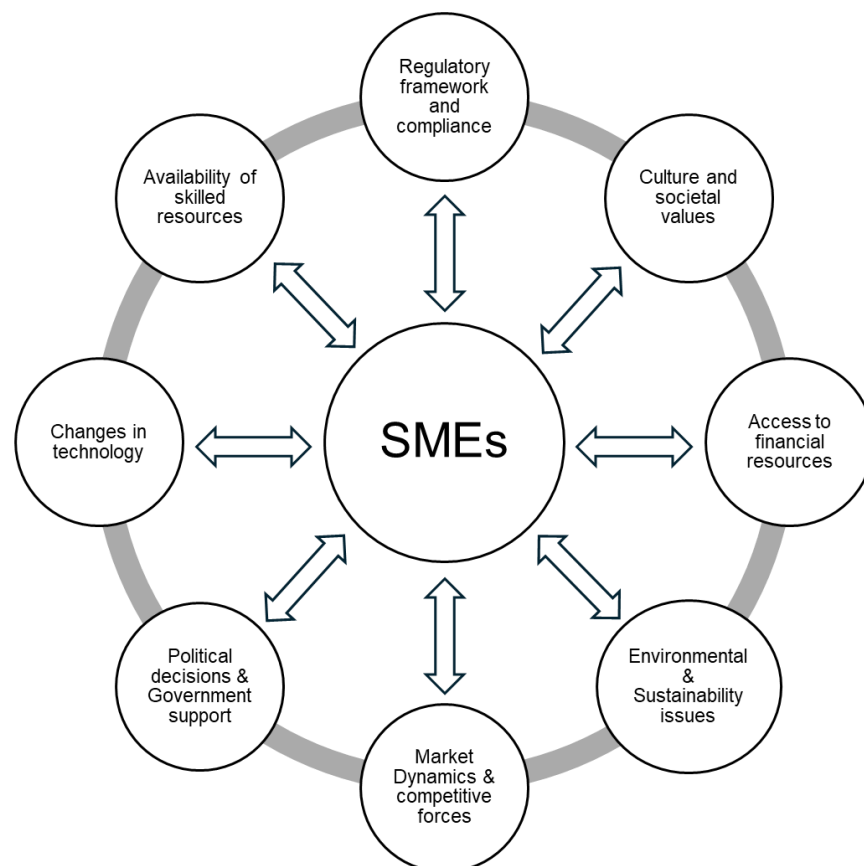 Regulatory
framework
and
compliance
Availability of
skilled
resources
Culture and
societal
values
Changes in
technology
SMEs
Access to
financial
resources
Political
decisions &
Government
support
Environmental
&
Sustainability
issues
Market
Dynamics &
competitive
forces